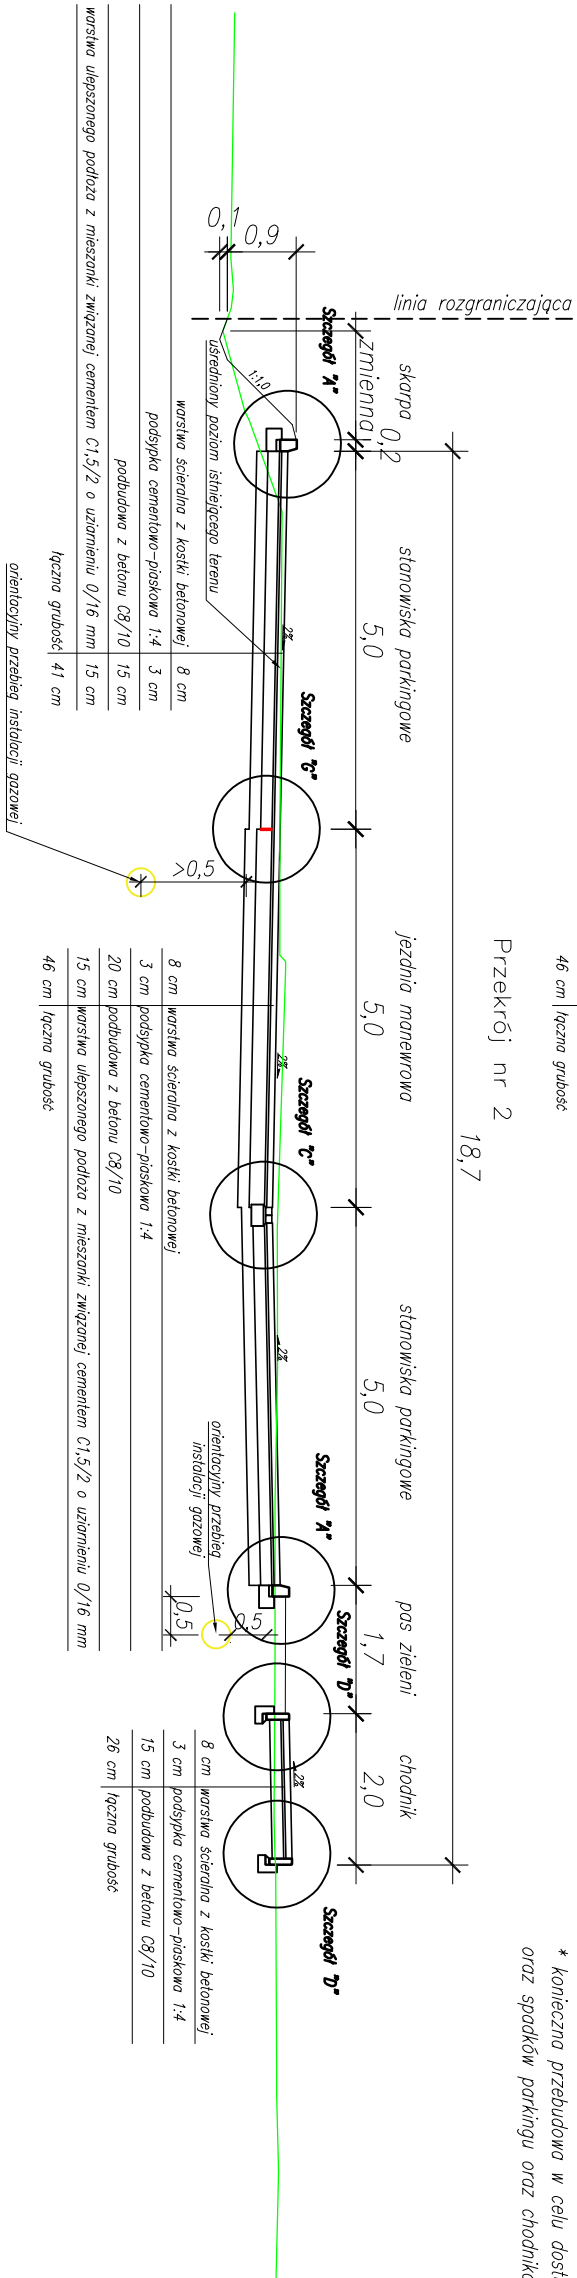 46 cm łączna grubość
* konieczna przebudowa w celu dost
oraz spadków parkingu oraz chodnik
Przekrój nr 2
18,7
linia rozgraniczająca
skarpa
zmienna
0,2
stanowiska parkingowe
5,0
jezdnia manewrowa
5,0
stanowiska parkingowe
5,0
pas zieleni
1,7
chodnik
2,0
0,1
0,9
1:1,0
Szczegół "A"
Szczegół "G"
Szczegół "C"
Szczegół "A"
Szczegół "D"
Szczegół "D"
2%
2%
2%
2%
uśredniony poziom istniejącego terenu
warstwa ścieralna z kostki betonowej 8 cm
podsypka cementowo-piaskowa 1:4 3 cm
podbudowa z betonu C8/10 15 cm
warstwa ulepszonego podłoża z mieszanki związanej cementem C1,5/2 o uziarnieniu 0/16 mm 15 cm
łączna grubość 41 cm
orientacyjny przebieg instalacji gazowej
>0,5
8 cm warstwa ścieralna z kostki betonowej
3 cm podsypka cementowo-piaskowa 1:4
20 cm podbudowa z betonu C8/10
15 cm warstwa ulepszonego podłoża z mieszanki związanej cementem C1,5/2 o uziarnieniu 0/16 mm
46 cm łączna grubość
orientacyjny przebieg
instalacji gazowej
0,5
0,5
8 cm warstwa ścieralna z kostki betonowej
3 cm podsypka cementowo-piaskowa 1:4
15 cm podbudowa z betonu C8/10
26 cm łączna grubość